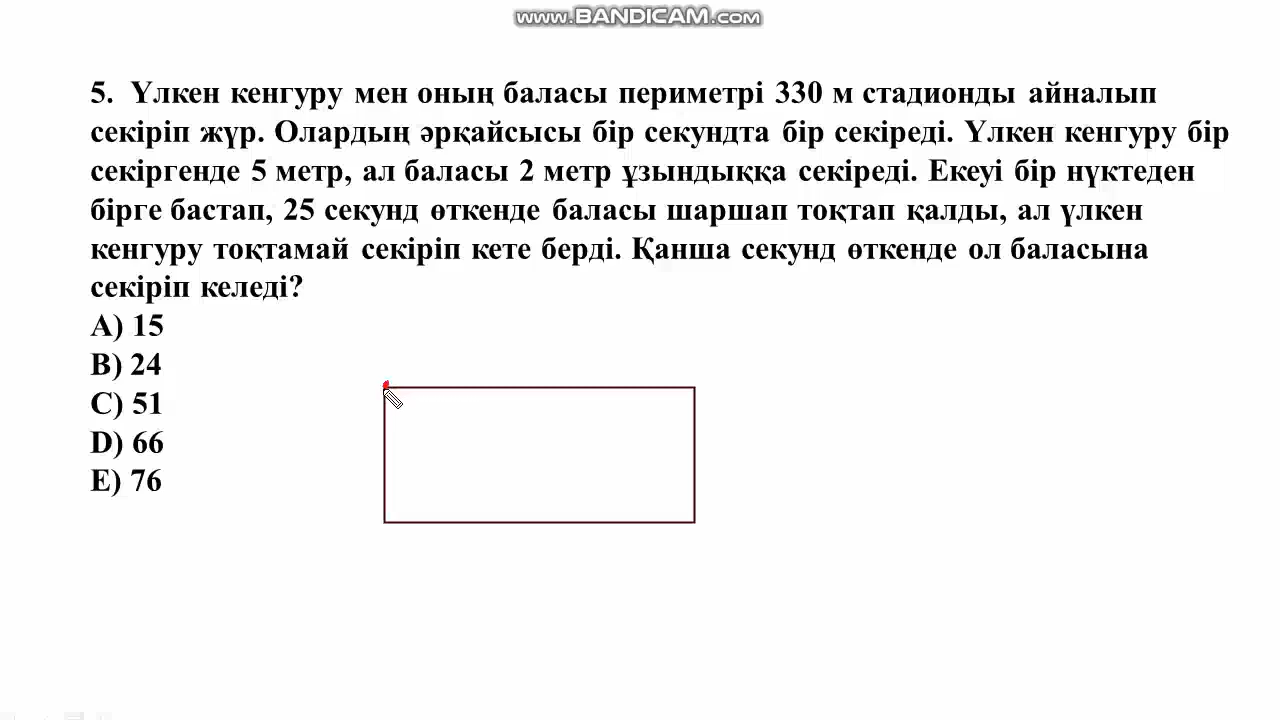 www.BANDICAM.com
5. Үлкен кенгуру мен оның баласы периметрі 330 м стадионды айналып
секіріп жүр. Олардың әрқайсысы бір секундта бір секіреді. Үлкен кенгуру бір
секіргенде 5 метр, ал баласы 2 метр ұзындыққа секіреді. Екеуі бір нүктеден
бірге бастап, 25 секунд өткенде баласы шаршап тоқтап қалды, ал үлкен
кенгуру тоқтамай секіріп кете берді. Қанша секунд өткенде ол баласына
секіріп келеді?
A) 15
B) 24
C) 51
D) 66
E) 76